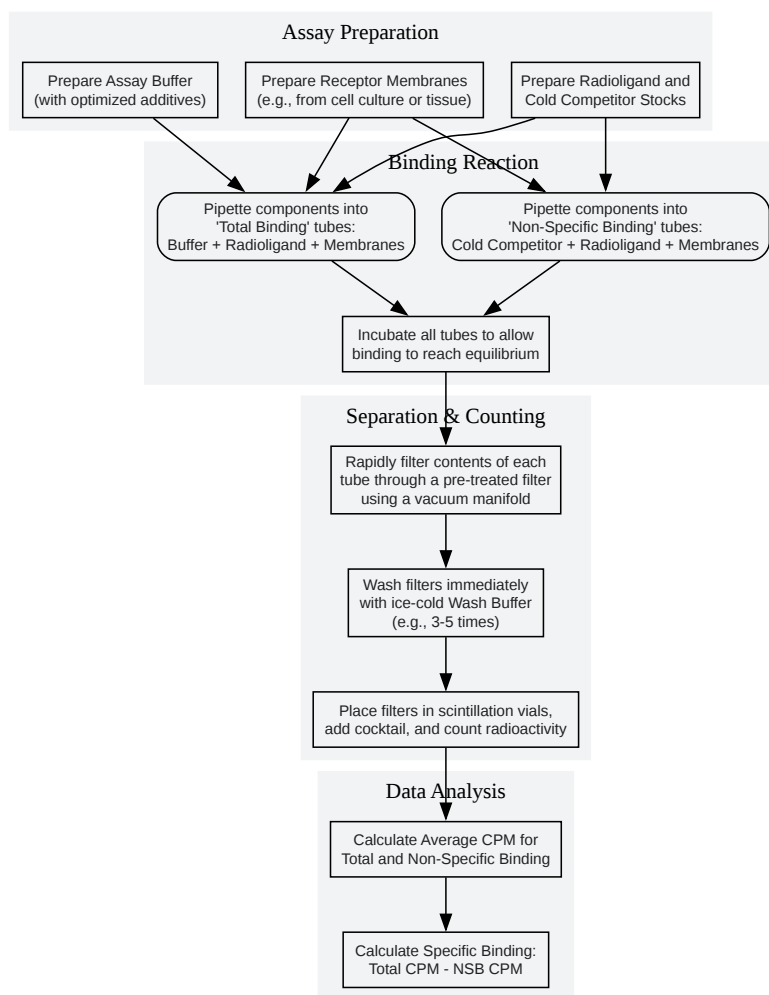 Assay Preparation
Prepare Assay Buffer
(with optimized additives)
Prepare Receptor Membranes
(e.g., from cell culture or tissue)
Prepare Radioligand and
Cold Competitor Stocks
Binding Reaction
Pipette components into
'Total Binding' tubes:
Buffer + Radioligand + Membranes
Pipette components into
'Non-Specific Binding' tubes:
Cold Competitor + Radioligand + Membranes
Incubate all tubes to allow
binding to reach equilibrium
Separation & Counting
Rapidly filter contents of each
tube through a pre-treated filter
using a vacuum manifold
Wash filters immediately
with ice-cold Wash Buffer
(e.g., 3-5 times)
Place filters in scintillation vials,
add cocktail, and count radioactivity
Data Analysis
Calculate Average CPM for
Total and Non-Specific Binding
Calculate Specific Binding:
Total CPM - NSB CPM